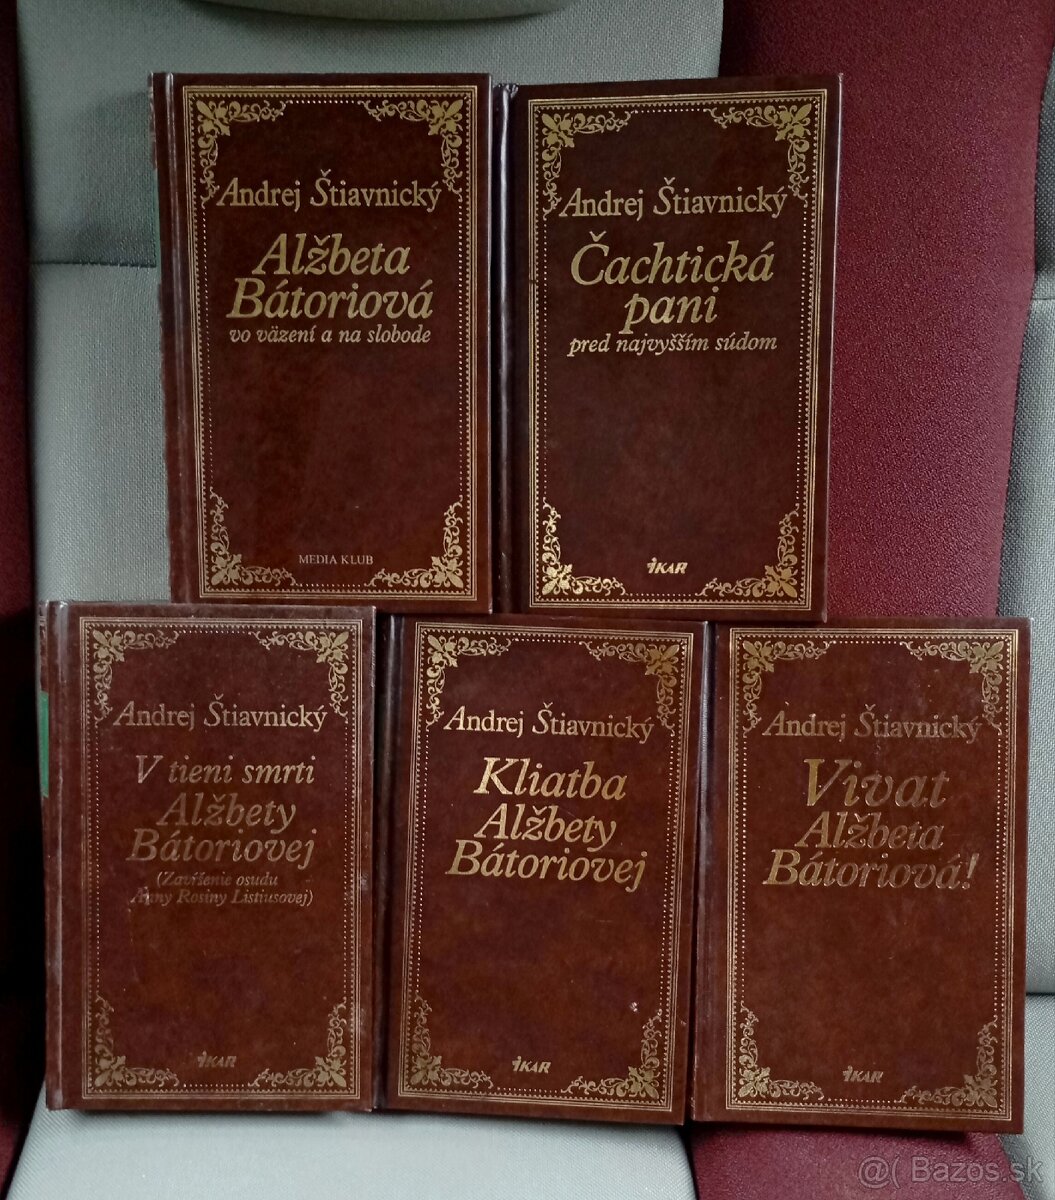 Andrej Štiavnický
Alžbeta
Bátoriová
vo väzení a na slobode
MEDIA KLUB
Andrej Štiavnický
Čachtická
pani
pred najvyšším súdom
IKAR
Andrej Štiavnický
V tieni smrti
Alžbety
Bátoriovej
(Zavŕšenie osudu
Anny Rosiny Listiusovej)
IKAR
Andrej Štiavnický
Kliatba
Alžbety
Bátoriovej
IKAR
Andrej Štiavnický
Vivat
Alžbeta
Bátoriová!
IKAR
@( Bazos.sk